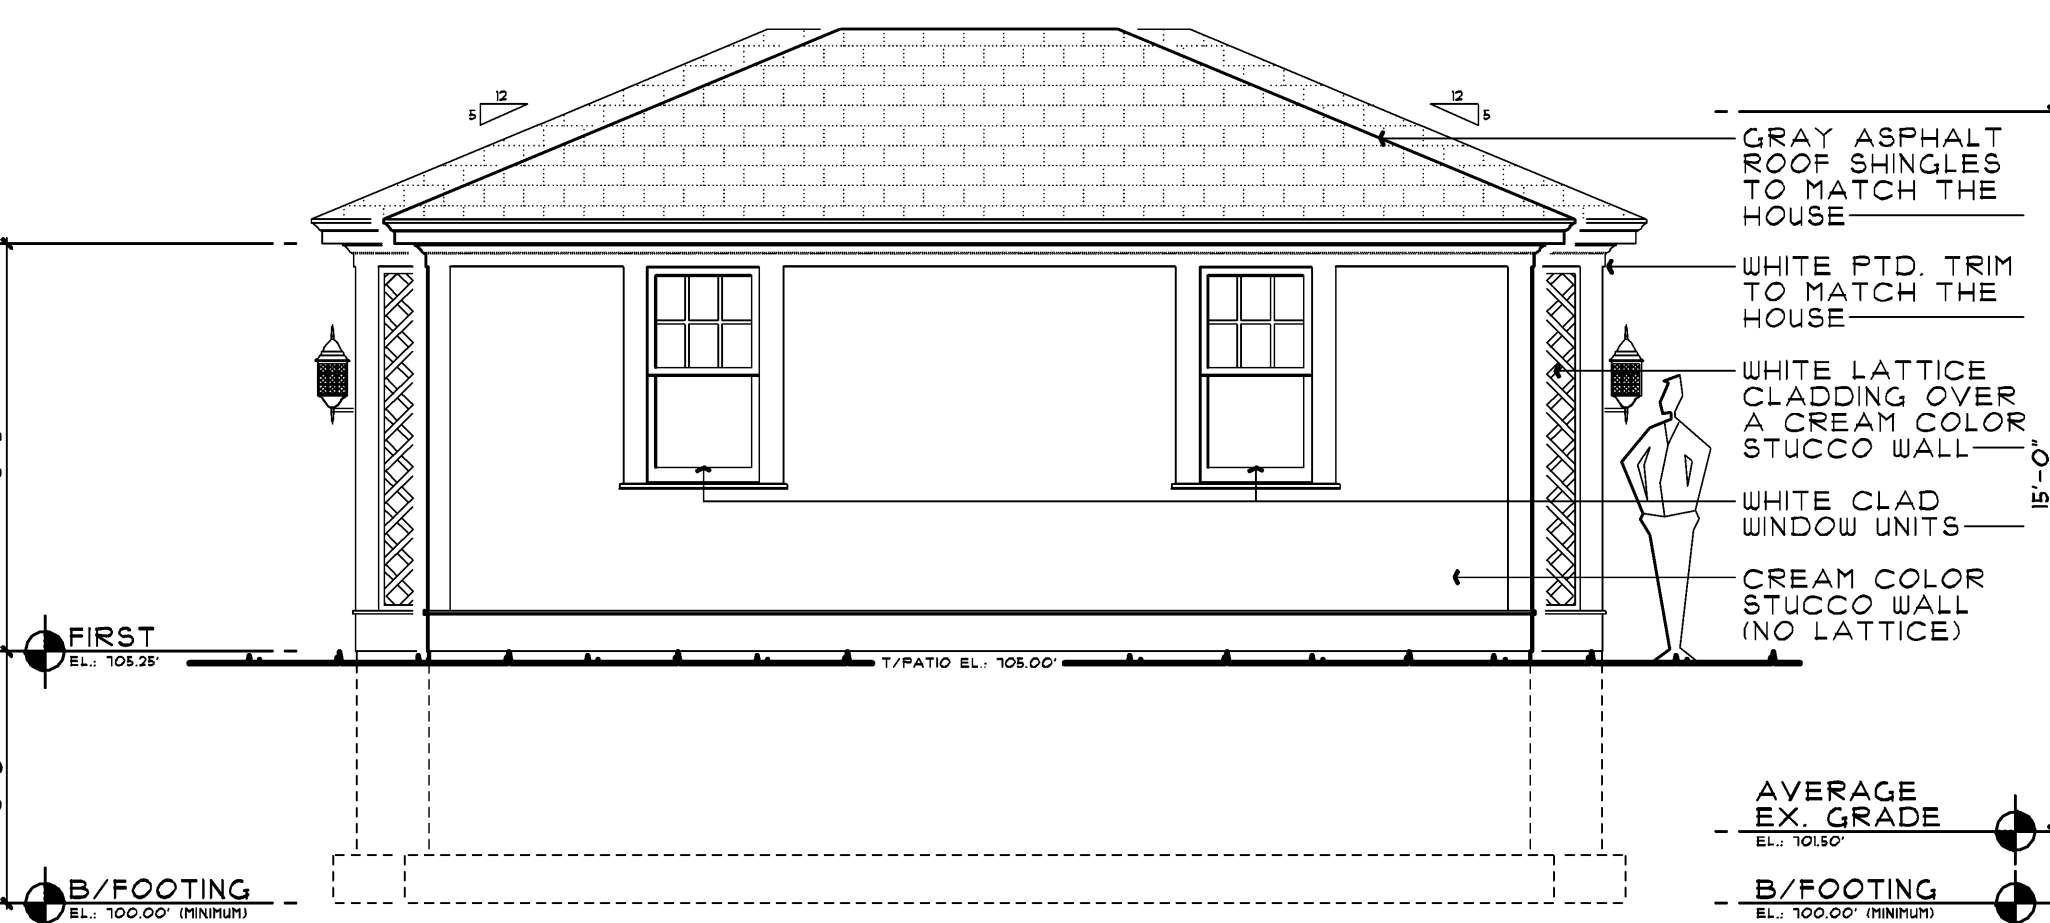 12
5
12
5
GRAY ASPHALT
ROOF SHINGLES
TO MATCH THE
HOUSE
WHITE PTD. TRIM
TO MATCH THE
HOUSE
WHITE LATTICE
CLADDING OVER
A CREAM COLOR
STUCCO WALL
15'-0"
WHITE CLAD
WINDOW UNITS
CREAM COLOR
STUCCO WALL
(NO LATTICE)
FIRST
EL.: 705.25'
T/PATIO EL.: 705.00'
AVERAGE
EX. GRADE
EL.: 701.50'
B/FOOTING
EL.: 700.00' (MINIMUM)
B/FOOTING
EL.: 700.00' (MINIMUM)